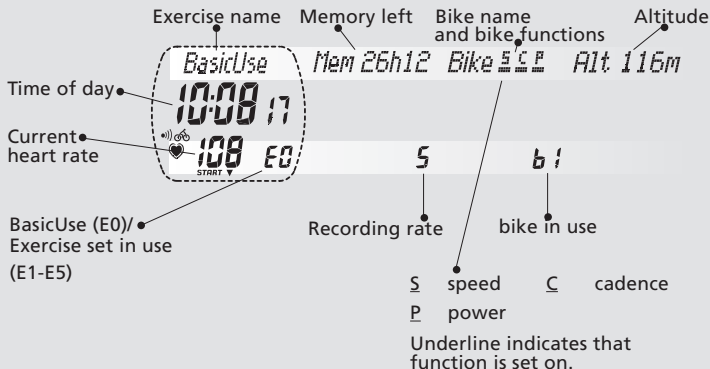 Exercise name Memory left Bike name and bike functions Altitude
BasicUse Mem 26h12 Bike S C P Alt 116m
Time of day
10:08 17
Current heart rate
108 E0 5 b1
START
BasicUse (E0)/
Exercise set in use
(E1-E5)
Recording rate
bike in use
S speed C cadence
P power
Underline indicates that
function is set on.